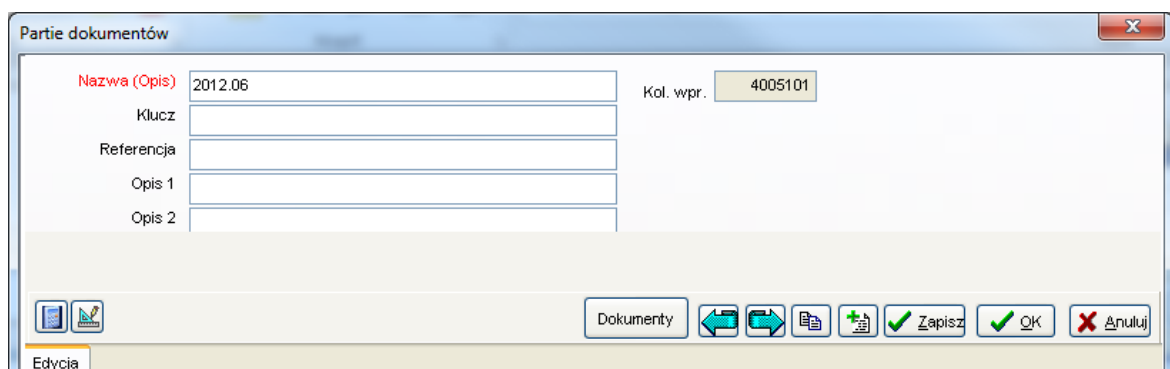 Partie dokumentów
Nazwa (Opis) 2012.06 Kol. wpr. 4005101
Klucz
Referencja
Opis 1
Opis 2
Dokumenty Zapisz OK Anuluj
Edycja